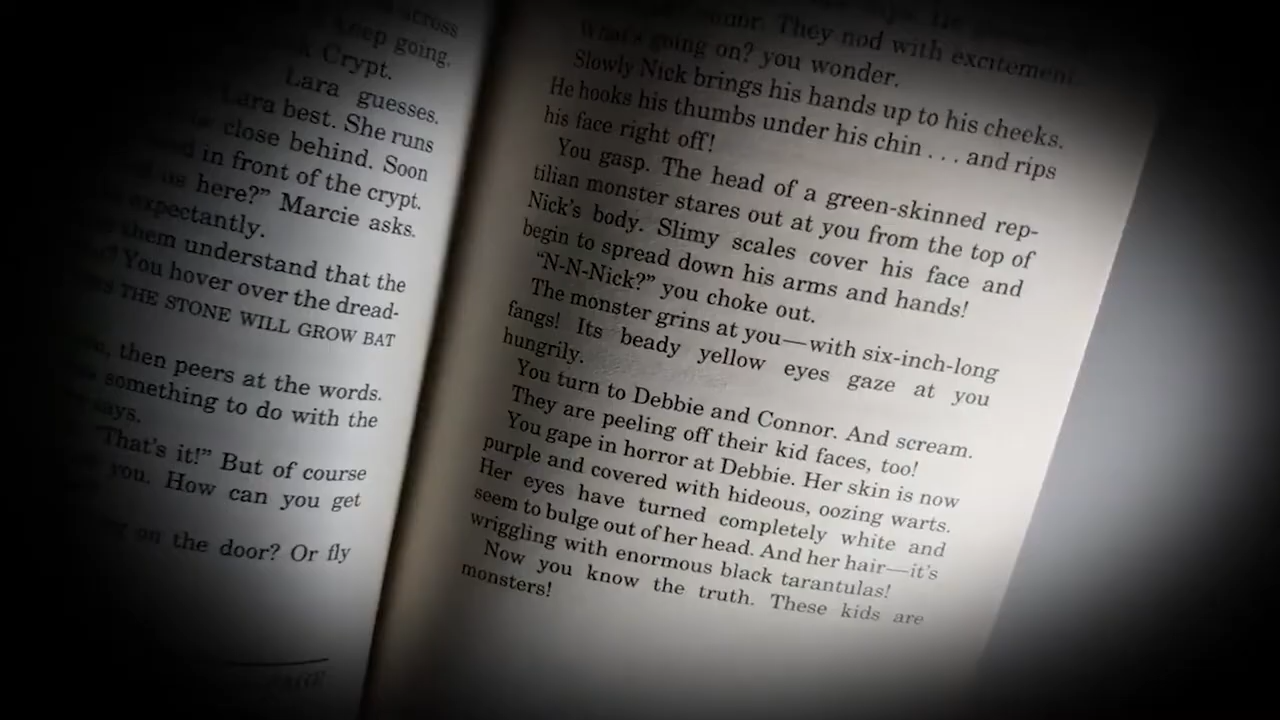 across
Keep going.
Crypt.
Lara guesses.
Lara best. She runs
close behind. Soon
in front of the crypt.
us here?” Marcie asks.
expectantly.
them understand that the
You hover over the dread-
THE STONE WILL GROW BAT
then peers at the words.
something to do with the
says.
“That’s it!” But of course
you. How can you get
on the door? Or fly
They nod with excitement.
What’s going on? you wonder.
Slowly Nick brings his hands up to his cheeks.
He hooks his thumbs under his chin . . . and rips
his face right off!
You gasp. The head of a green-skinned rep-
tilian monster stares out at you from the top of
Nick’s body. Slimy scales cover his face and
begin to spread down his arms and hands!
“N-N-Nick?” you choke out.
The monster grins at you—with six-inch-long
fangs! Its beady yellow eyes gaze at you
hungrily.
You turn to Debbie and Connor. And scream.
They are peeling off their kid faces, too!
You gape in horror at Debbie. Her skin is now
purple and covered with hideous, oozing warts.
Her eyes have turned completely white and
seem to bulge out of her head. And her hair—it’s
wriggling with enormous black tarantulas!
Now you know the truth. These kids are
monsters!